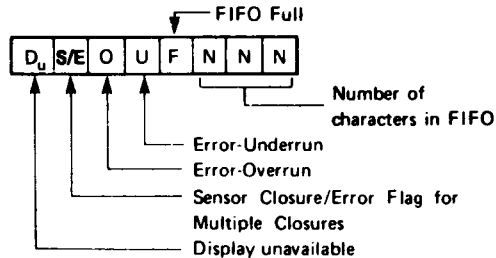 FIFO Full
Du S/E O U F N N N
Number of
characters in FIFO
Error-Underrun
Error-Overrun
Sensor Closure/Error Flag for
Multiple Closures
Display unavailable